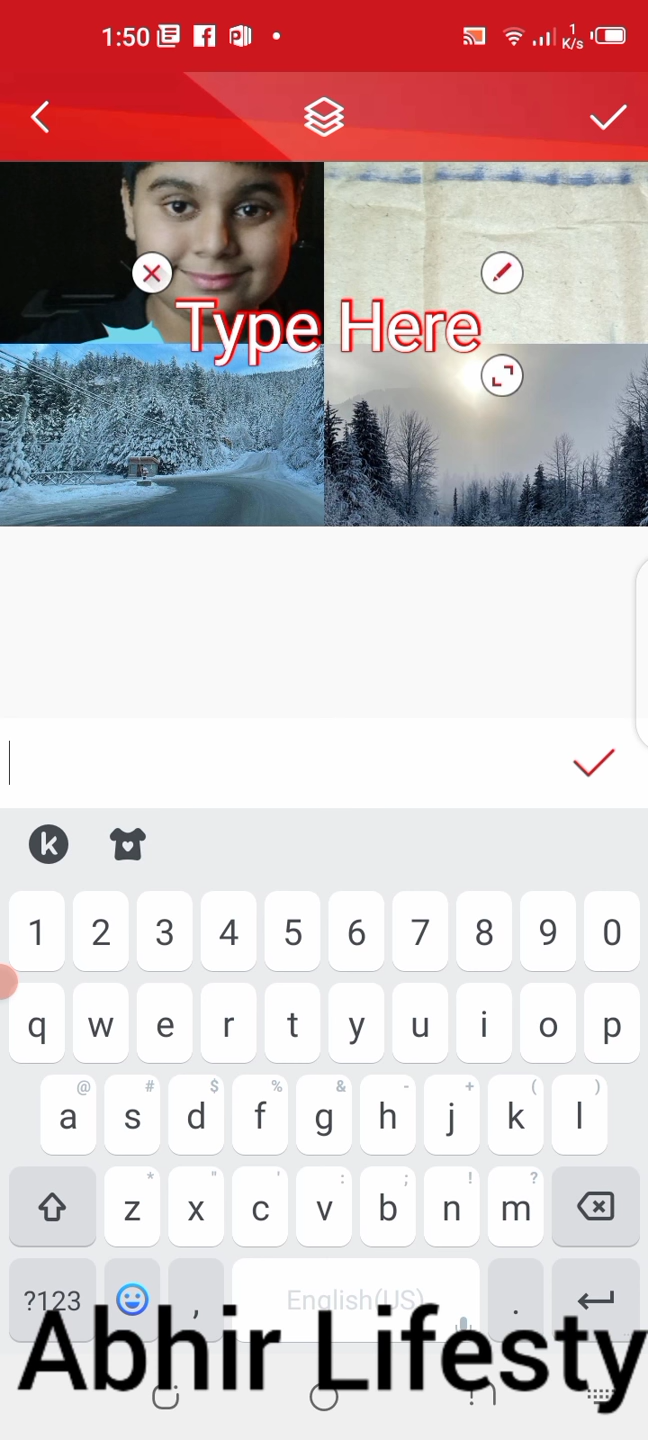 1:50
1
K/s
Type Here
k
1 2 3 4 5 6 7 8 9 0
q w e r t y u i o p
@ # $ % & - + ( )
a s d f g h j k l
* " ' : ; ! ?
z x c v b n m
?123 , English(US) .
Abhir Lifesty